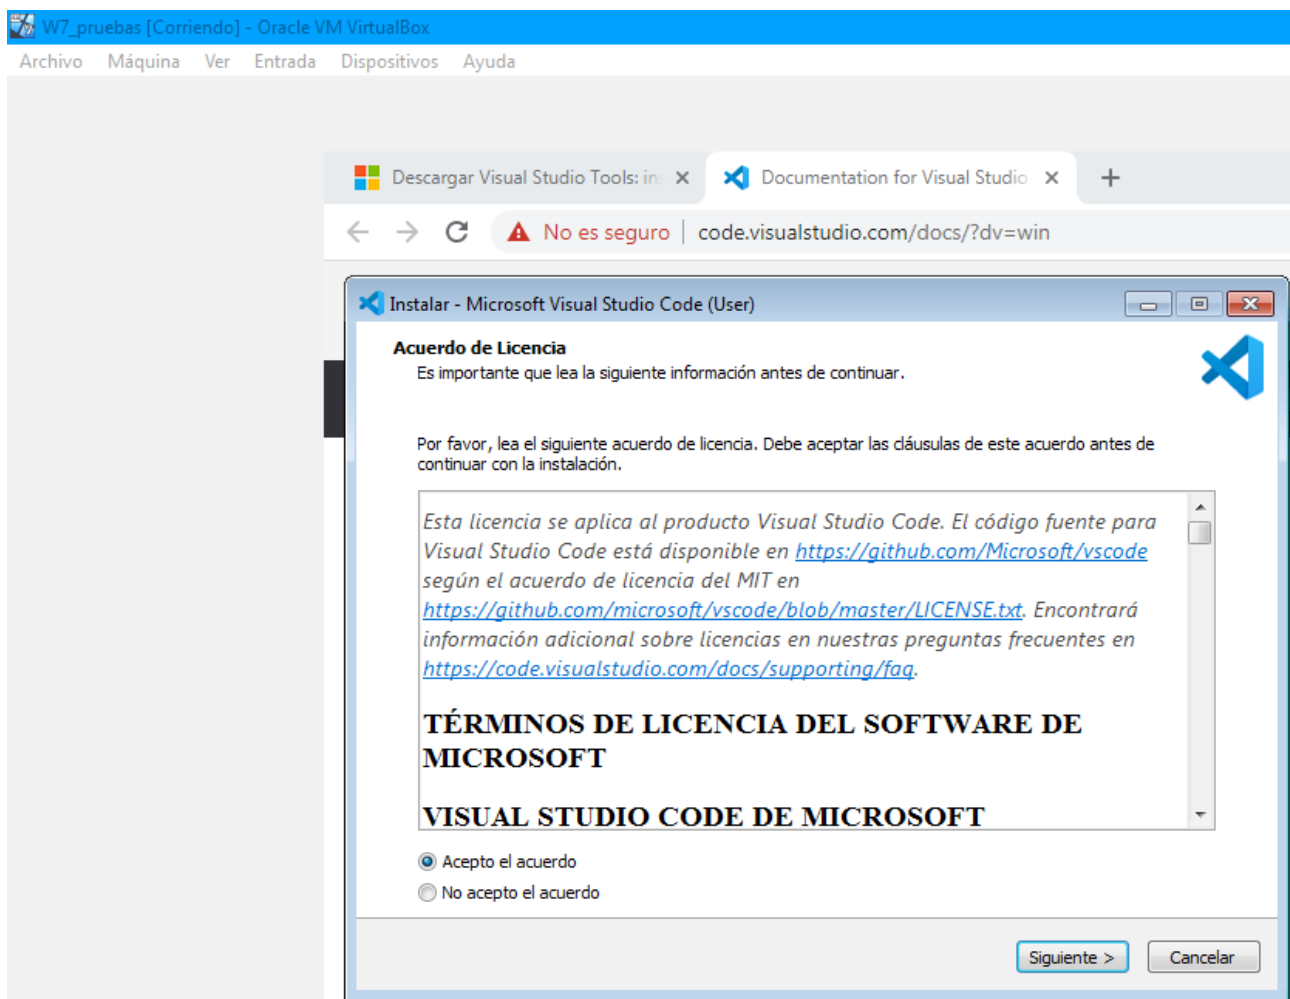 W7_pruebas [Corriendo] - Oracle VM VirtualBox
Archivo Máquina Ver Entrada Dispositivos Ayuda
Descargar Visual Studio Tools: in Documentation for Visual Studio
No es seguro code.visualstudio.com/docs/?dv=win
Instalar - Microsoft Visual Studio Code (User)
Acuerdo de Licencia
Es importante que lea la siguiente información antes de continuar.
Por favor, lea el siguiente acuerdo de licencia. Debe aceptar las cláusulas de este acuerdo antes de
continuar con la instalación.
Esta licencia se aplica al producto Visual Studio Code. El código fuente para
Visual Studio Code está disponible en https://github.com/Microsoft/vscode
según el acuerdo de licencia del MIT en
https://github.com/microsoft/vscode/blob/master/LICENSE.txt. Encontrará
información adicional sobre licencias en nuestras preguntas frecuentes en
https://code.visualstudio.com/docs/supporting/faq.
TÉRMINOS DE LICENCIA DEL SOFTWARE DE
MICROSOFT
VISUAL STUDIO CODE DE MICROSOFT
Acepto el acuerdo
No acepto el acuerdo
Siguiente > Cancelar